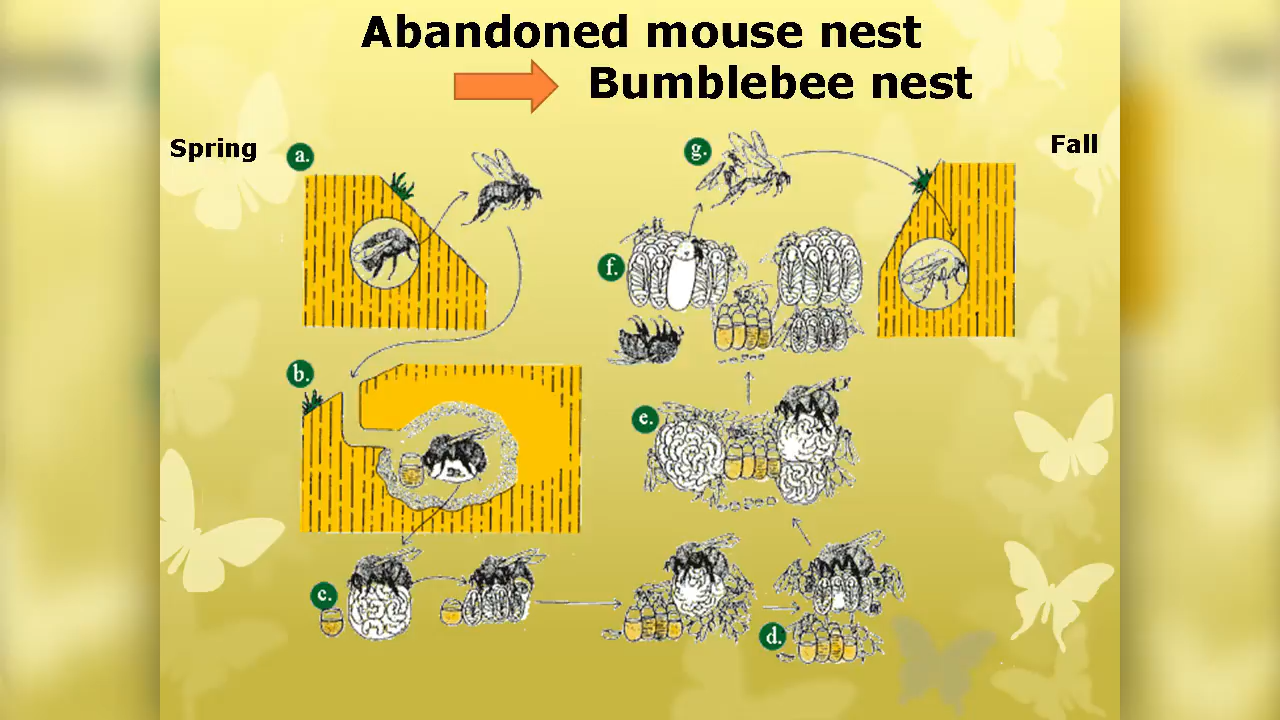 Abandoned mouse nest
Bumblebee nest
Spring
a.
g.
Fall
f.
b.
e.
c.
d.